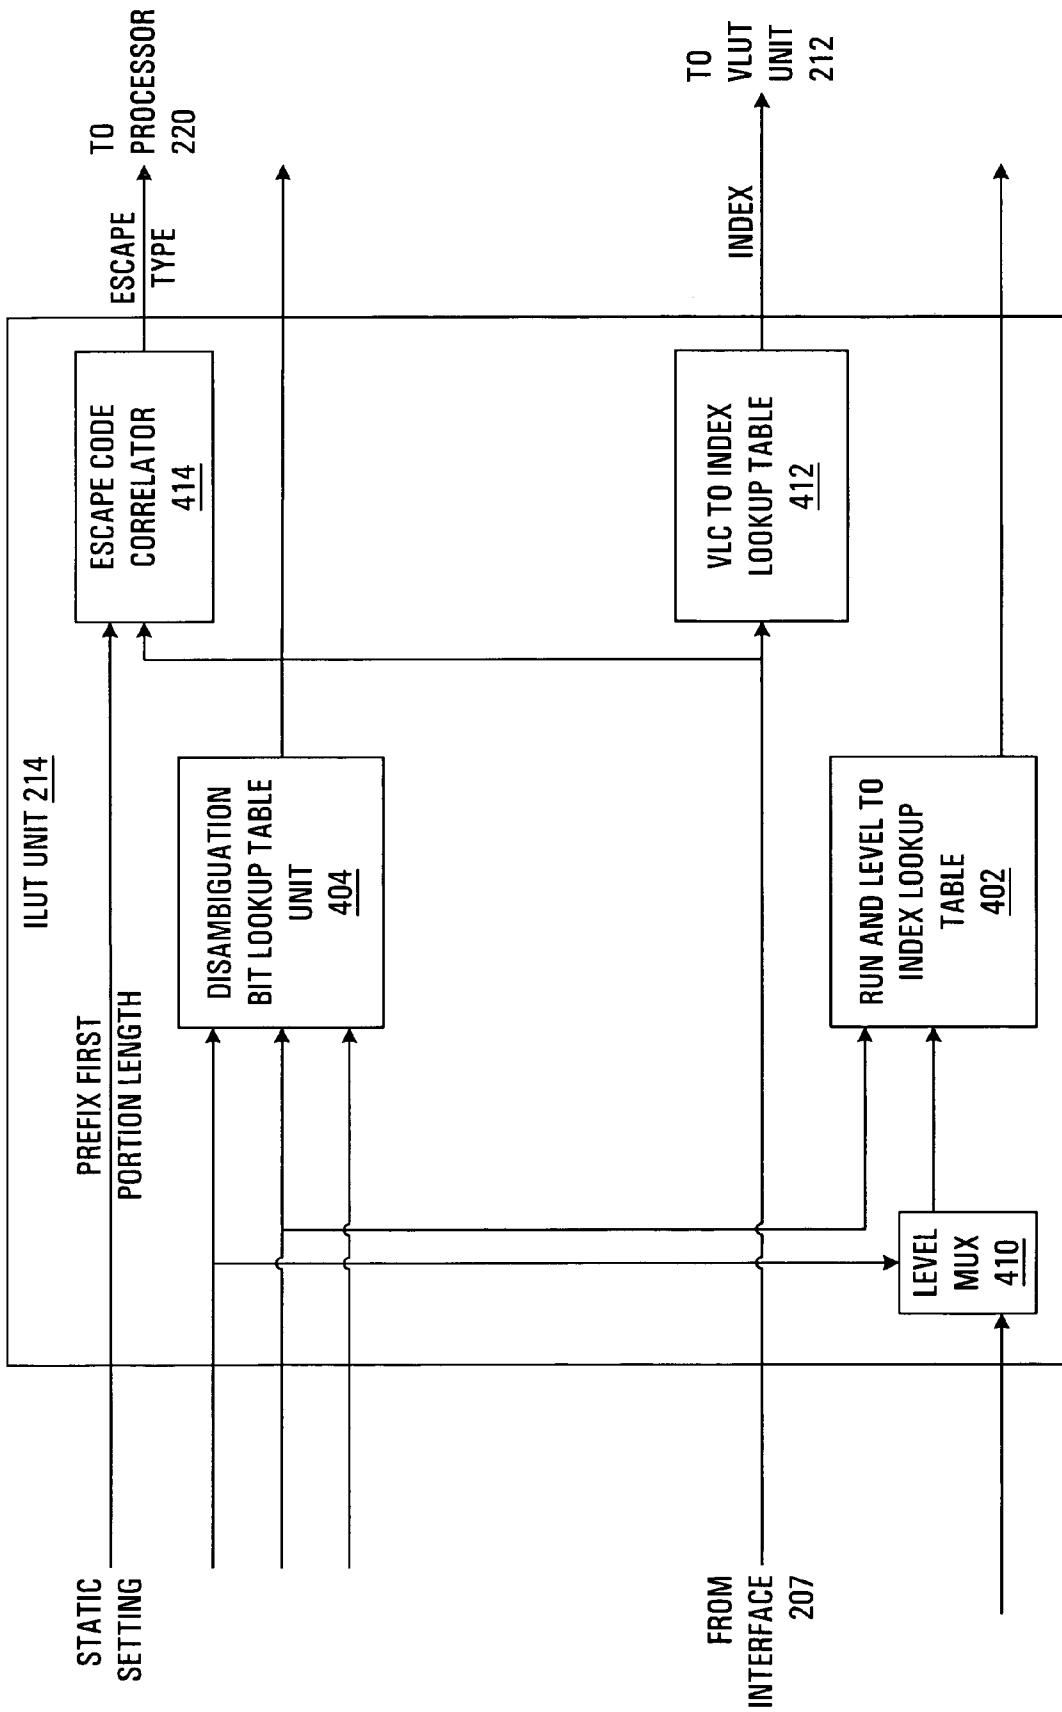 ILUT UNIT 214
STATIC
SETTING
PREFIX FIRST
PORTION LENGTH
ESCAPE CODE
CORRELATOR
414
ESCAPE
TYPE
TO
PROCESSOR
220
DISAMBIGUATION
BIT LOOKUP TABLE
UNIT
404
FROM
INTERFACE
207
VLC TO INDEX
LOOKUP TABLE
412
INDEX
TO
VLUT
UNIT
212
LEVEL
MUX
410
RUN AND LEVEL TO
INDEX LOOKUP
TABLE
402